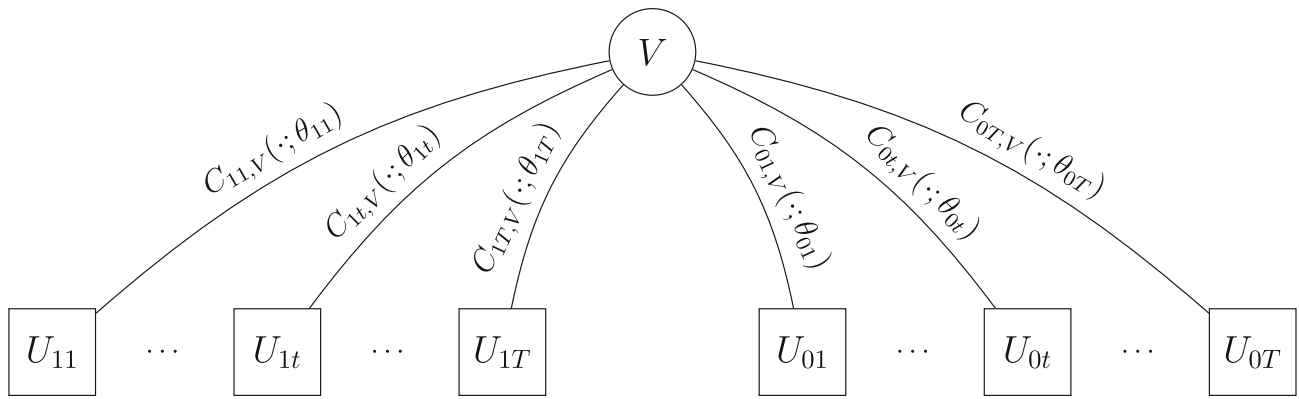 V
C_{11,V}(·; θ_{11})
C_{1t,V}(·; θ_{1t})
C_{1T,V}(·; θ_{1T})
C_{01,V}(·; θ_{01})
C_{0t,V}(·; θ_{0t})
C_{0T,V}(·; θ_{0T})
U_{11} ··· U_{1t} ··· U_{1T} U_{01} ··· U_{0t} ··· U_{0T}